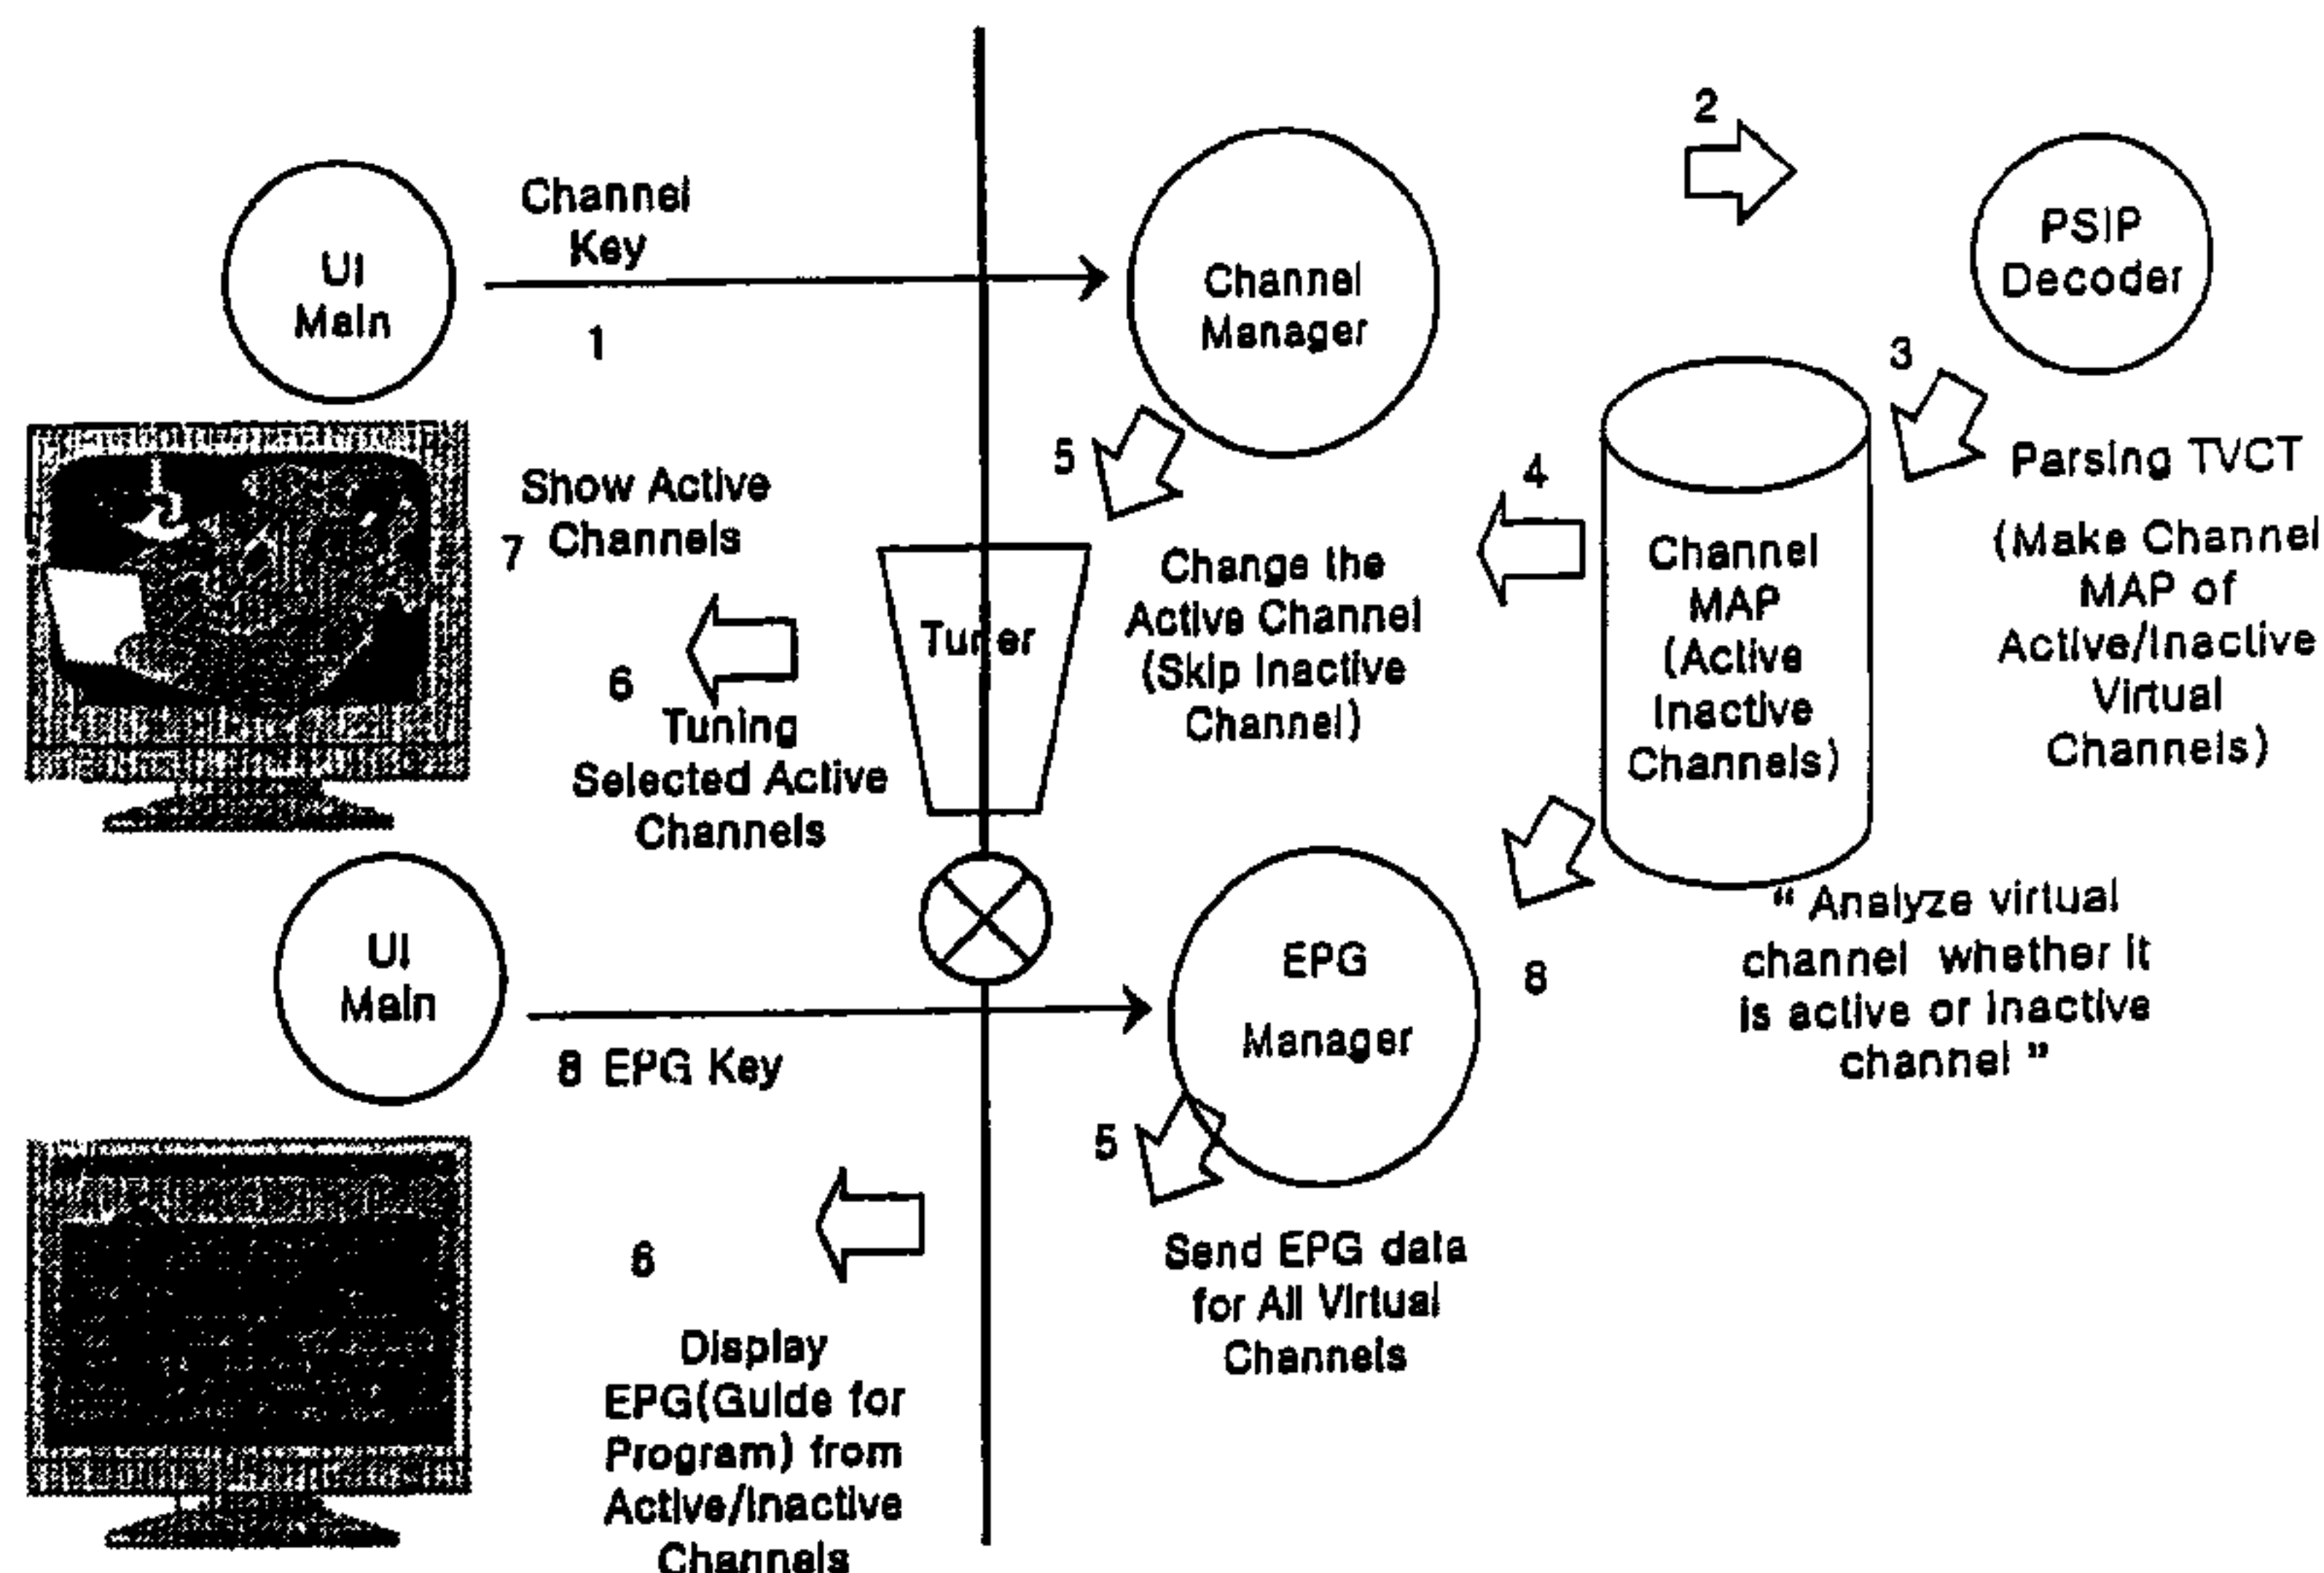 2
Channel
Key
1
UI
Main
Channel
Manager
PSIP
Decoder
3
Parsing TVCT
(Make Channel
MAP of
Active/Inactive
Virtual
Channels)
5
4
Show Active
7 Channels
Change the
Active Channel
(Skip Inactive
Channel)
Channel
MAP
(Active
Inactive
Channels)
6
Tuning
Selected Active
Channels
UI
Main
EPG
Manager
8
" Analyze virtual
channel whether it
is active or inactive
channel "
8 EPG Key
5
Send EPG data
for All Virtual
Channels
6
Display
EPG(Guide for
Program) from
Active/Inactive
Channels